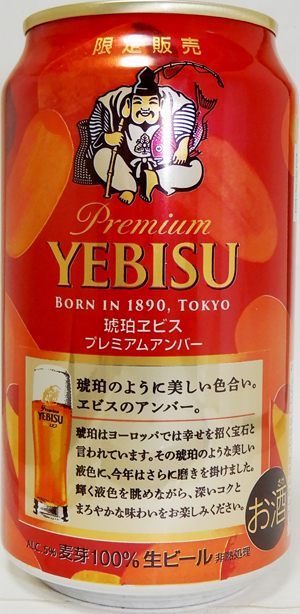 限定販売
Premium
YEBISU
BORN IN 1890, TOKYO
琥珀ヱビス
プレミアムアンバー
琥珀のように美しい色合い。
ヱビスのアンバー。
琥珀はヨーロッパでは幸せを招く宝石と
言われています。その琥珀のような美しい
液色に、今年はさらに磨きを掛けました。
輝く液色を眺めながら、深いコクと
まろやかな味わいをお楽しみください。
Premium
YEBISU
ALC.5% 麦芽100% 生ビール 非熱処理
お酒